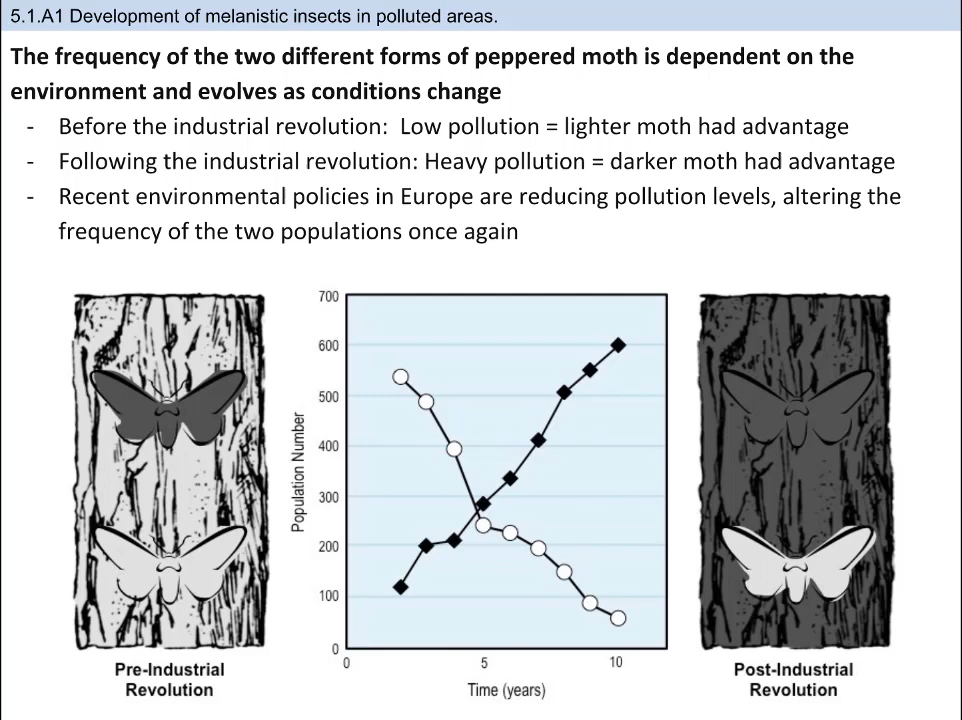 5.1.A1 Development of melanistic insects in polluted areas.
The frequency of the two different forms of peppered moth is dependent on the
environment and evolves as conditions change
- Before the industrial revolution: Low pollution = lighter moth had advantage
- Following the industrial revolution: Heavy pollution = darker moth had advantage
- Recent environmental policies in Europe are reducing pollution levels, altering the
frequency of the two populations once again
700
600
500
400
300
200
100
0
Population Number
0
5
10
Time (years)
Pre-Industrial
Revolution
Post-Industrial
Revolution